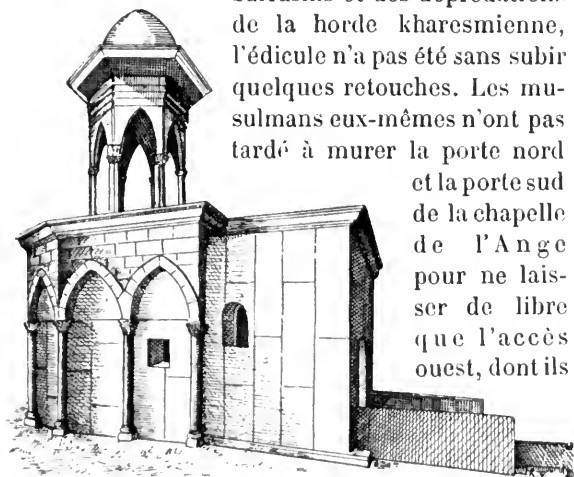 de la horde kharesmienne,
l'édicule n'a pas été sans subir
quelques retouches. Les mu-
sulmans eux-mêmes n'ont pas
tardé à murer la porte nord
et la porte sud
de la chapelle
de l'Ange
pour ne lais-
ser de libre
que l'accès
ouest, dont ils